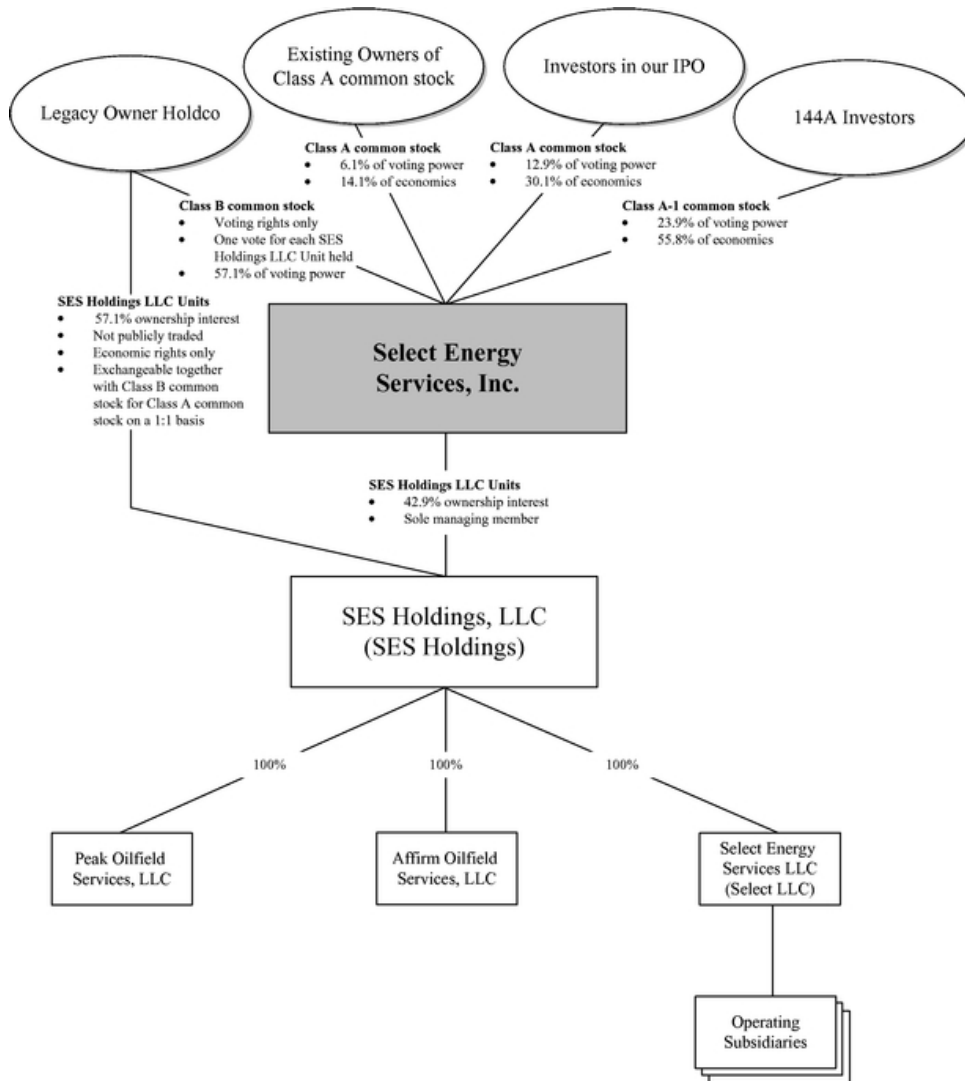 Legacy Owner Holdco
Existing Owners of
Class A common stock
Investors in our IPO
144A Investors
Class A common stock
• 6.1% of voting power
• 14.1% of economics
Class A common stock
• 12.9% of voting power
• 30.1% of economics
Class B common stock
• Voting rights only
• One vote for each SES
Holdings LLC Unit held
• 57.1% of voting power
Class A-1 common stock
• 23.9% of voting power
• 55.8% of economics
SES Holdings LLC Units
• 57.1% ownership interest
• Not publicly traded
• Economic rights only
• Exchangeable together
with Class B common
stock for Class A common
stock on a 1:1 basis
Select Energy
Services, Inc.
SES Holdings LLC Units
• 42.9% ownership interest
• Sole managing member
SES Holdings, LLC
(SES Holdings)
100%
100%
100%
Peak Oilfield
Services, LLC
Affirm Oilfield
Services, LLC
Select Energy
Services LLC
(Select LLC)
Operating
Subsidiaries